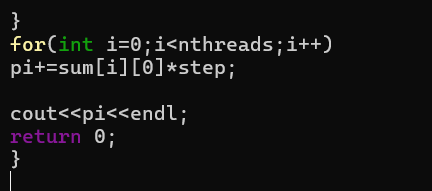 }
for(int i=0;i<nthreads;i++)
pi+=sum[i][0]*step;
cout<<pi<<endl;
return 0;
}